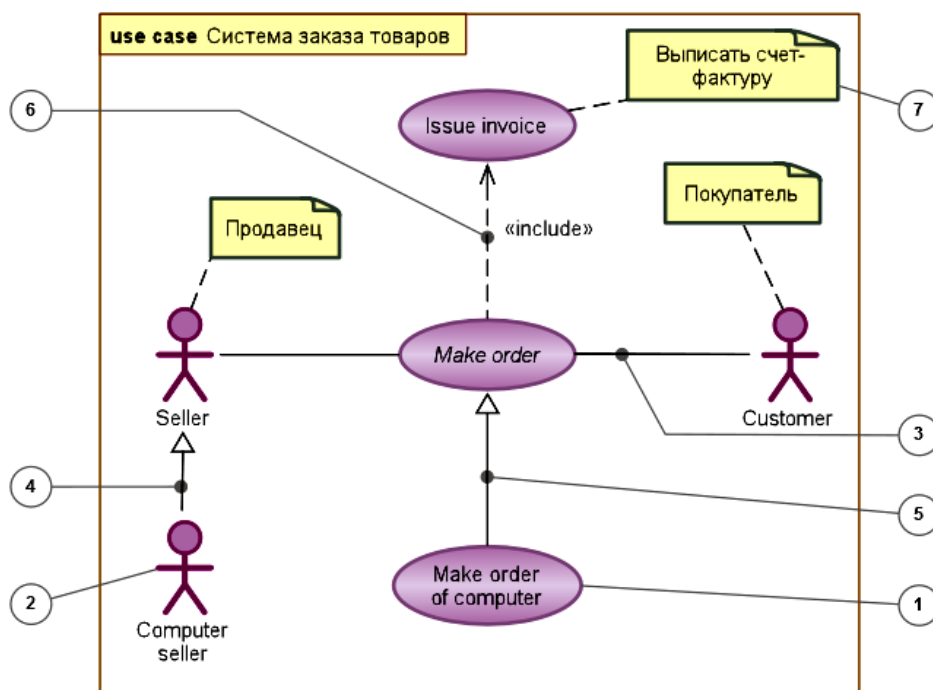 use case Система заказа товаров
Выписать счет-
фактуру
6
7
Issue invoice
Покупатель
«include»
Продавец
Make order
Seller
Customer
3
4
5
Make order
of computer
2
1
Computer
seller